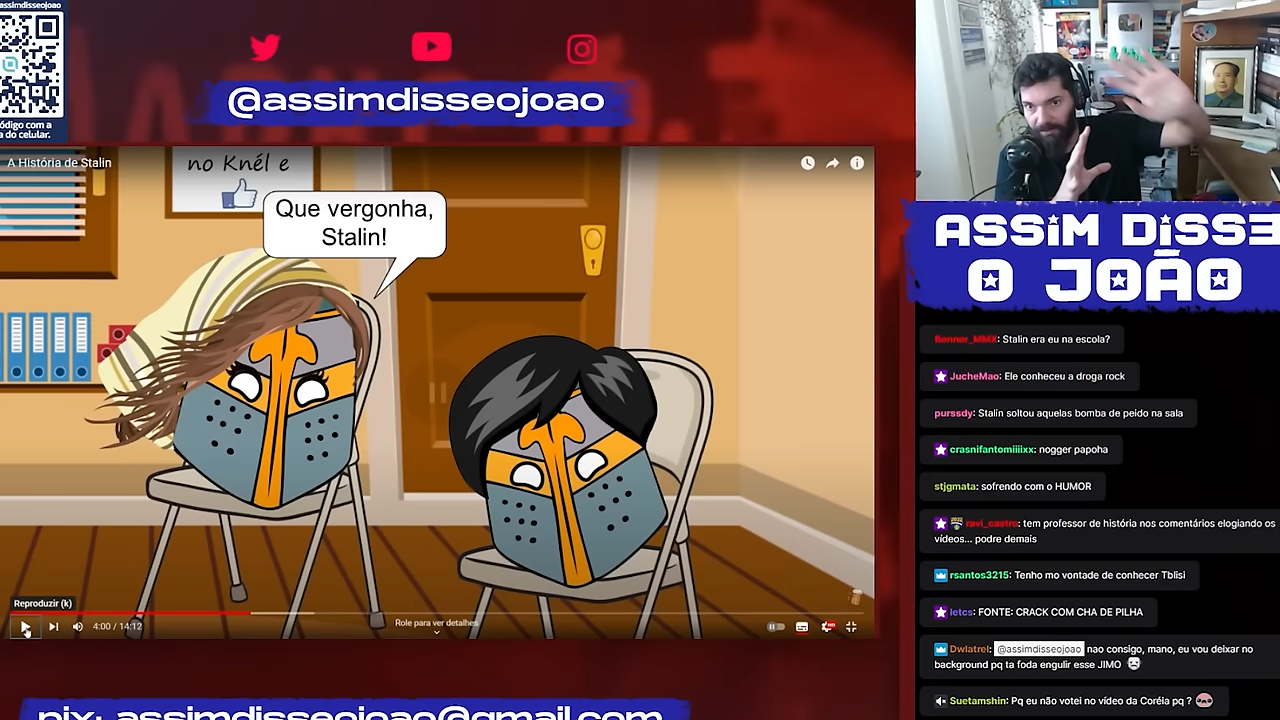 assimdisseojoao
ódigo com a
a do celular.
@assimdisseojoao
A História de Stalin
no Knél e
Que vergonha,
Stalin!
Reproduzir (k)
4:00 / 14:12
Role para ver detalhes
pix: assimdisseojoao@gmail.com
ASSiM DiSSE
O JOÃO
Bonnor_MMX: Stalin era eu na escola?
JucheMao: Ele conheceu a droga rock
purssdy: Stalin soltou aquelas bomba de peido na sala
crasnifantomiiiixx: nogger papoha
stjgmata: sofrendo com o HUMOR
ravi_castro: tem professor de história nos comentários elogiando os
vídeos... podre demais
rsantos3215: Tenho mo vontade de conhecer Tblisi
letcs: FONTE: CRACK COM CHA DE PILHA
Dwlatrel: @assimdisseojoao nao consigo, mano, eu vou deixar no
background pq ta foda engulir esse JIMO
Suetamshin: Pq eu não votei no vídeo da Coréia pq ?